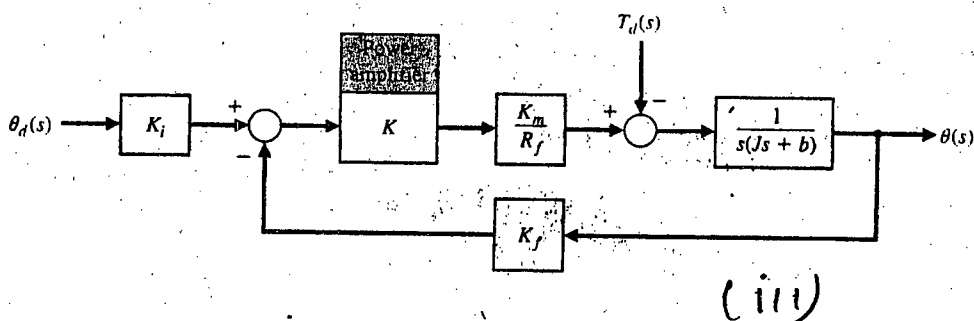 T_d(s)
Power
amplifier
θ_d(s)
K_i
+
−
K
K_m
R_f
+
−
1
s(Js + b)
θ(s)
K_f
(iii)